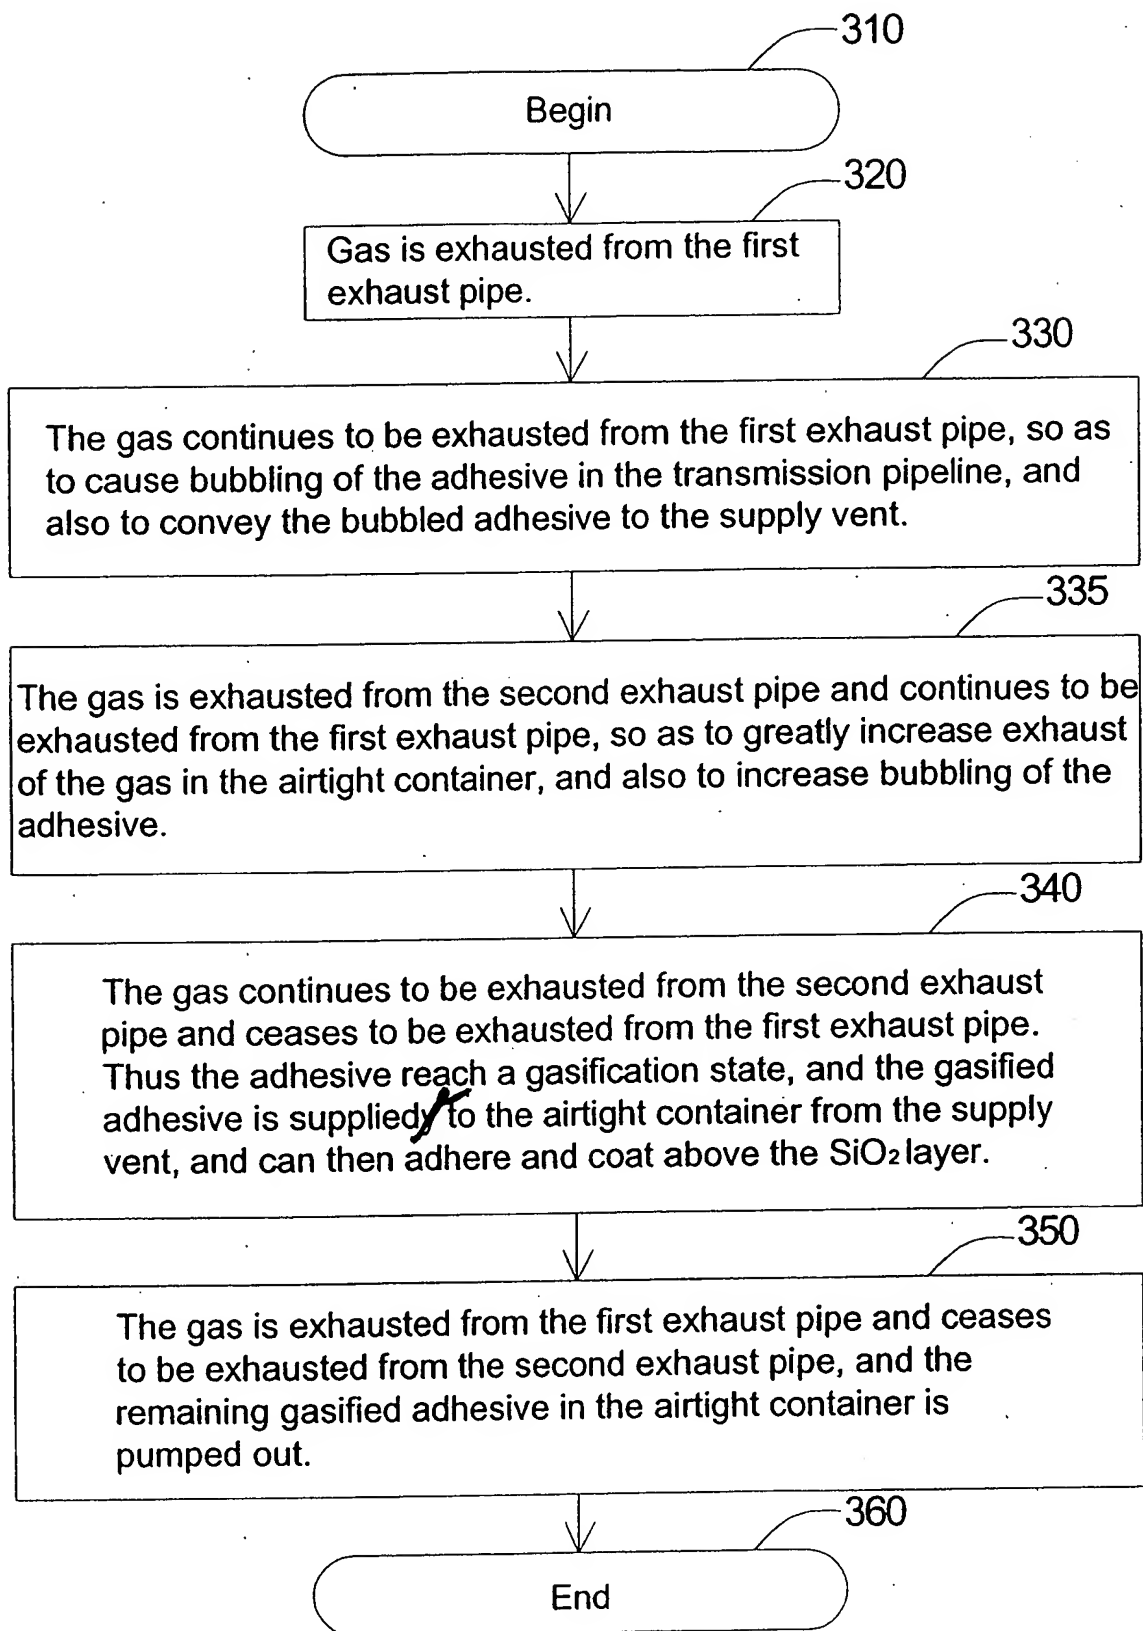 310
Begin
320
Gas is exhausted from the first
exhaust pipe.
330
The gas continues to be exhausted from the first exhaust pipe, so as
to cause bubbling of the adhesive in the transmission pipeline, and
also to convey the bubbled adhesive to the supply vent.
335
The gas is exhausted from the second exhaust pipe and continues to be
exhausted from the first exhaust pipe, so as to greatly increase exhaust
of the gas in the airtight container, and also to increase bubbling of the
adhesive.
340
The gas continues to be exhausted from the second exhaust
pipe and ceases to be exhausted from the first exhaust pipe.
Thus the adhesive reach a gasification state, and the gasified
adhesive is suppliedy to the airtight container from the supply
vent, and can then adhere and coat above the SiO2 layer.
350
The gas is exhausted from the first exhaust pipe and ceases
to be exhausted from the second exhaust pipe, and the
remaining gasified adhesive in the airtight container is
pumped out.
360
End